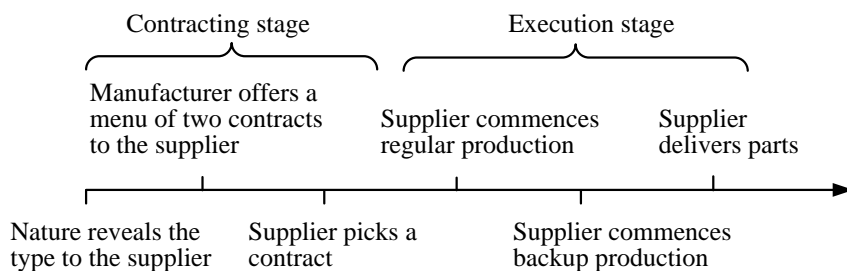 Contracting stage
Execution stage
Manufacturer offers a
menu of two contracts
to the supplier
Supplier commences
regular production
Supplier
delivers parts
Nature reveals the
type to the supplier
Supplier picks a
contract
Supplier commences
backup production